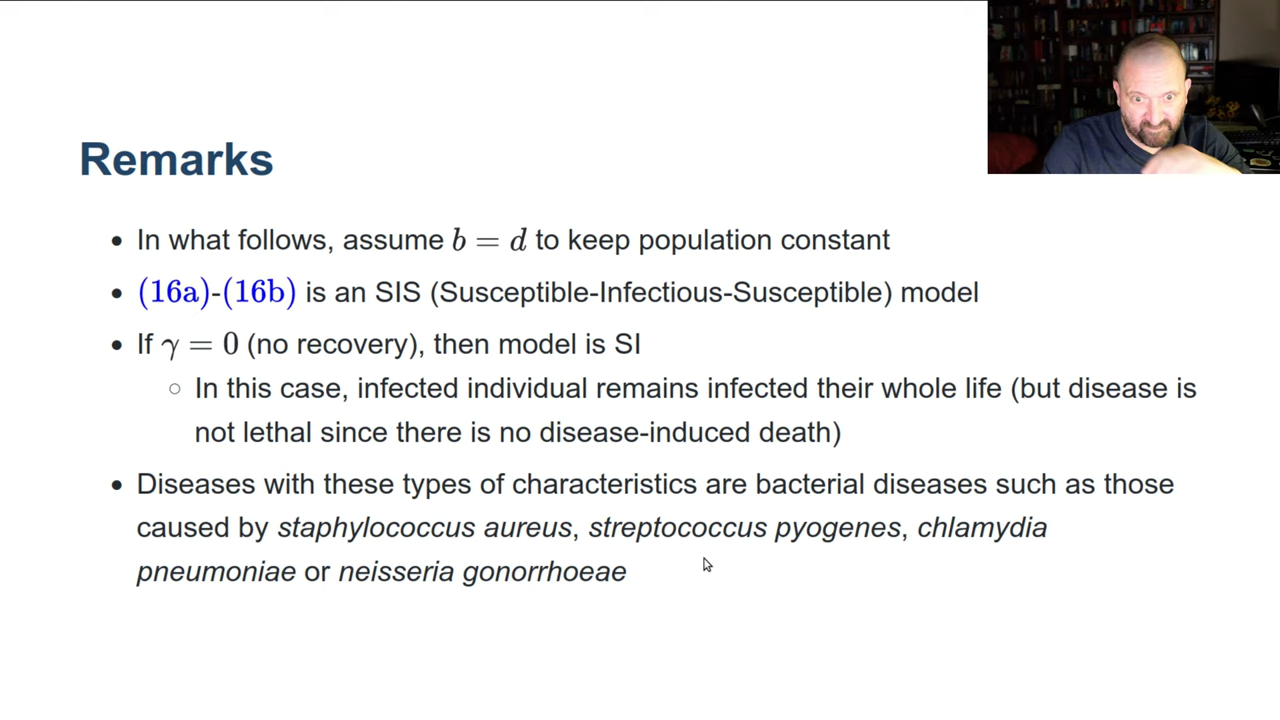 Remarks
• In what follows, assume b = d to keep population constant
• (16a)-(16b) is an SIS (Susceptible-Infectious-Susceptible) model
• If γ = 0 (no recovery), then model is SI
○ In this case, infected individual remains infected their whole life (but disease is
not lethal since there is no disease-induced death)
• Diseases with these types of characteristics are bacterial diseases such as those
caused by staphylococcus aureus, streptococcus pyogenes, chlamydia
pneumoniae or neisseria gonorrhoeae